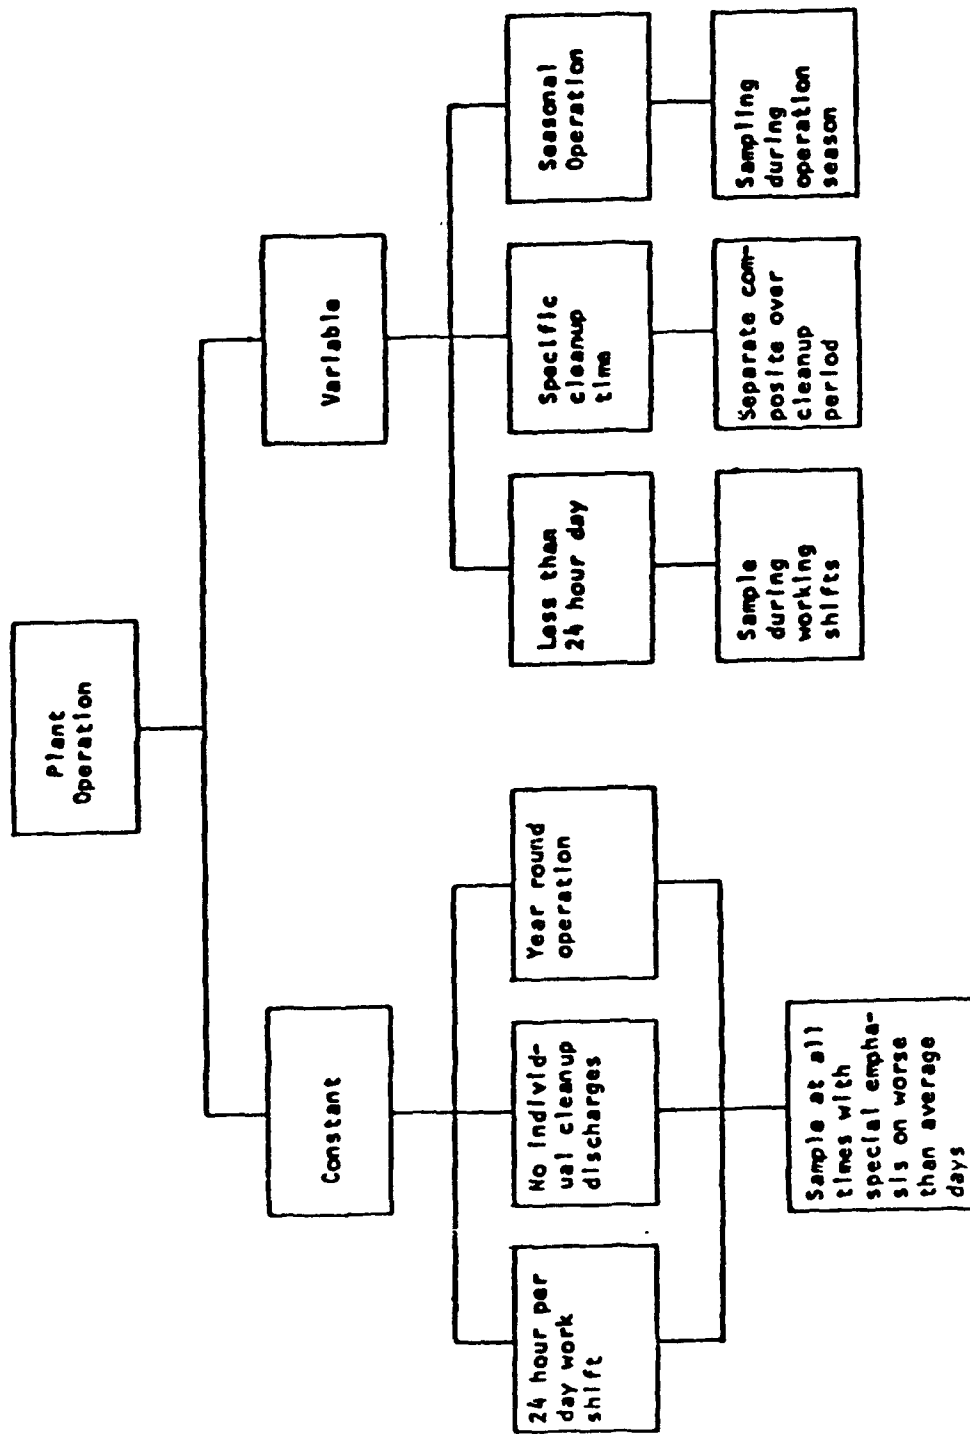 Plant
Operation
Constant
Variable
24 hour per
day work
shift
No individ-
ual cleanup
discharges
Year round
operation
Less than
24 hour day
Specific
cleanup
time
Seasonal
Operation
Sample at all
times with
special empha-
sis on worse
than average
days
Sample
during
working
shifts
Separate com-
posite over
cleanup
period
Sampling
during
operation
season